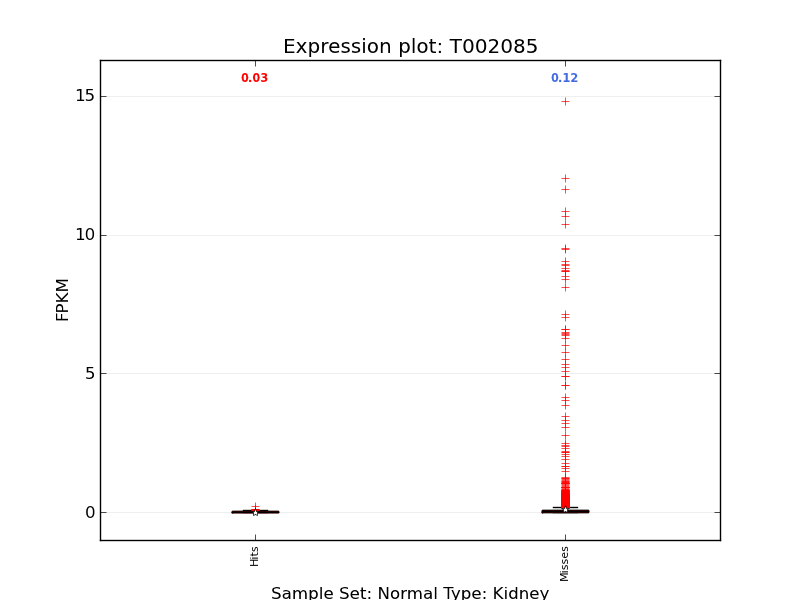 Expression plot: T002085
0.03
0.12
15
10
5
0
FPKM
Hits
Misses
Sample Set: Normal Type: Kidney